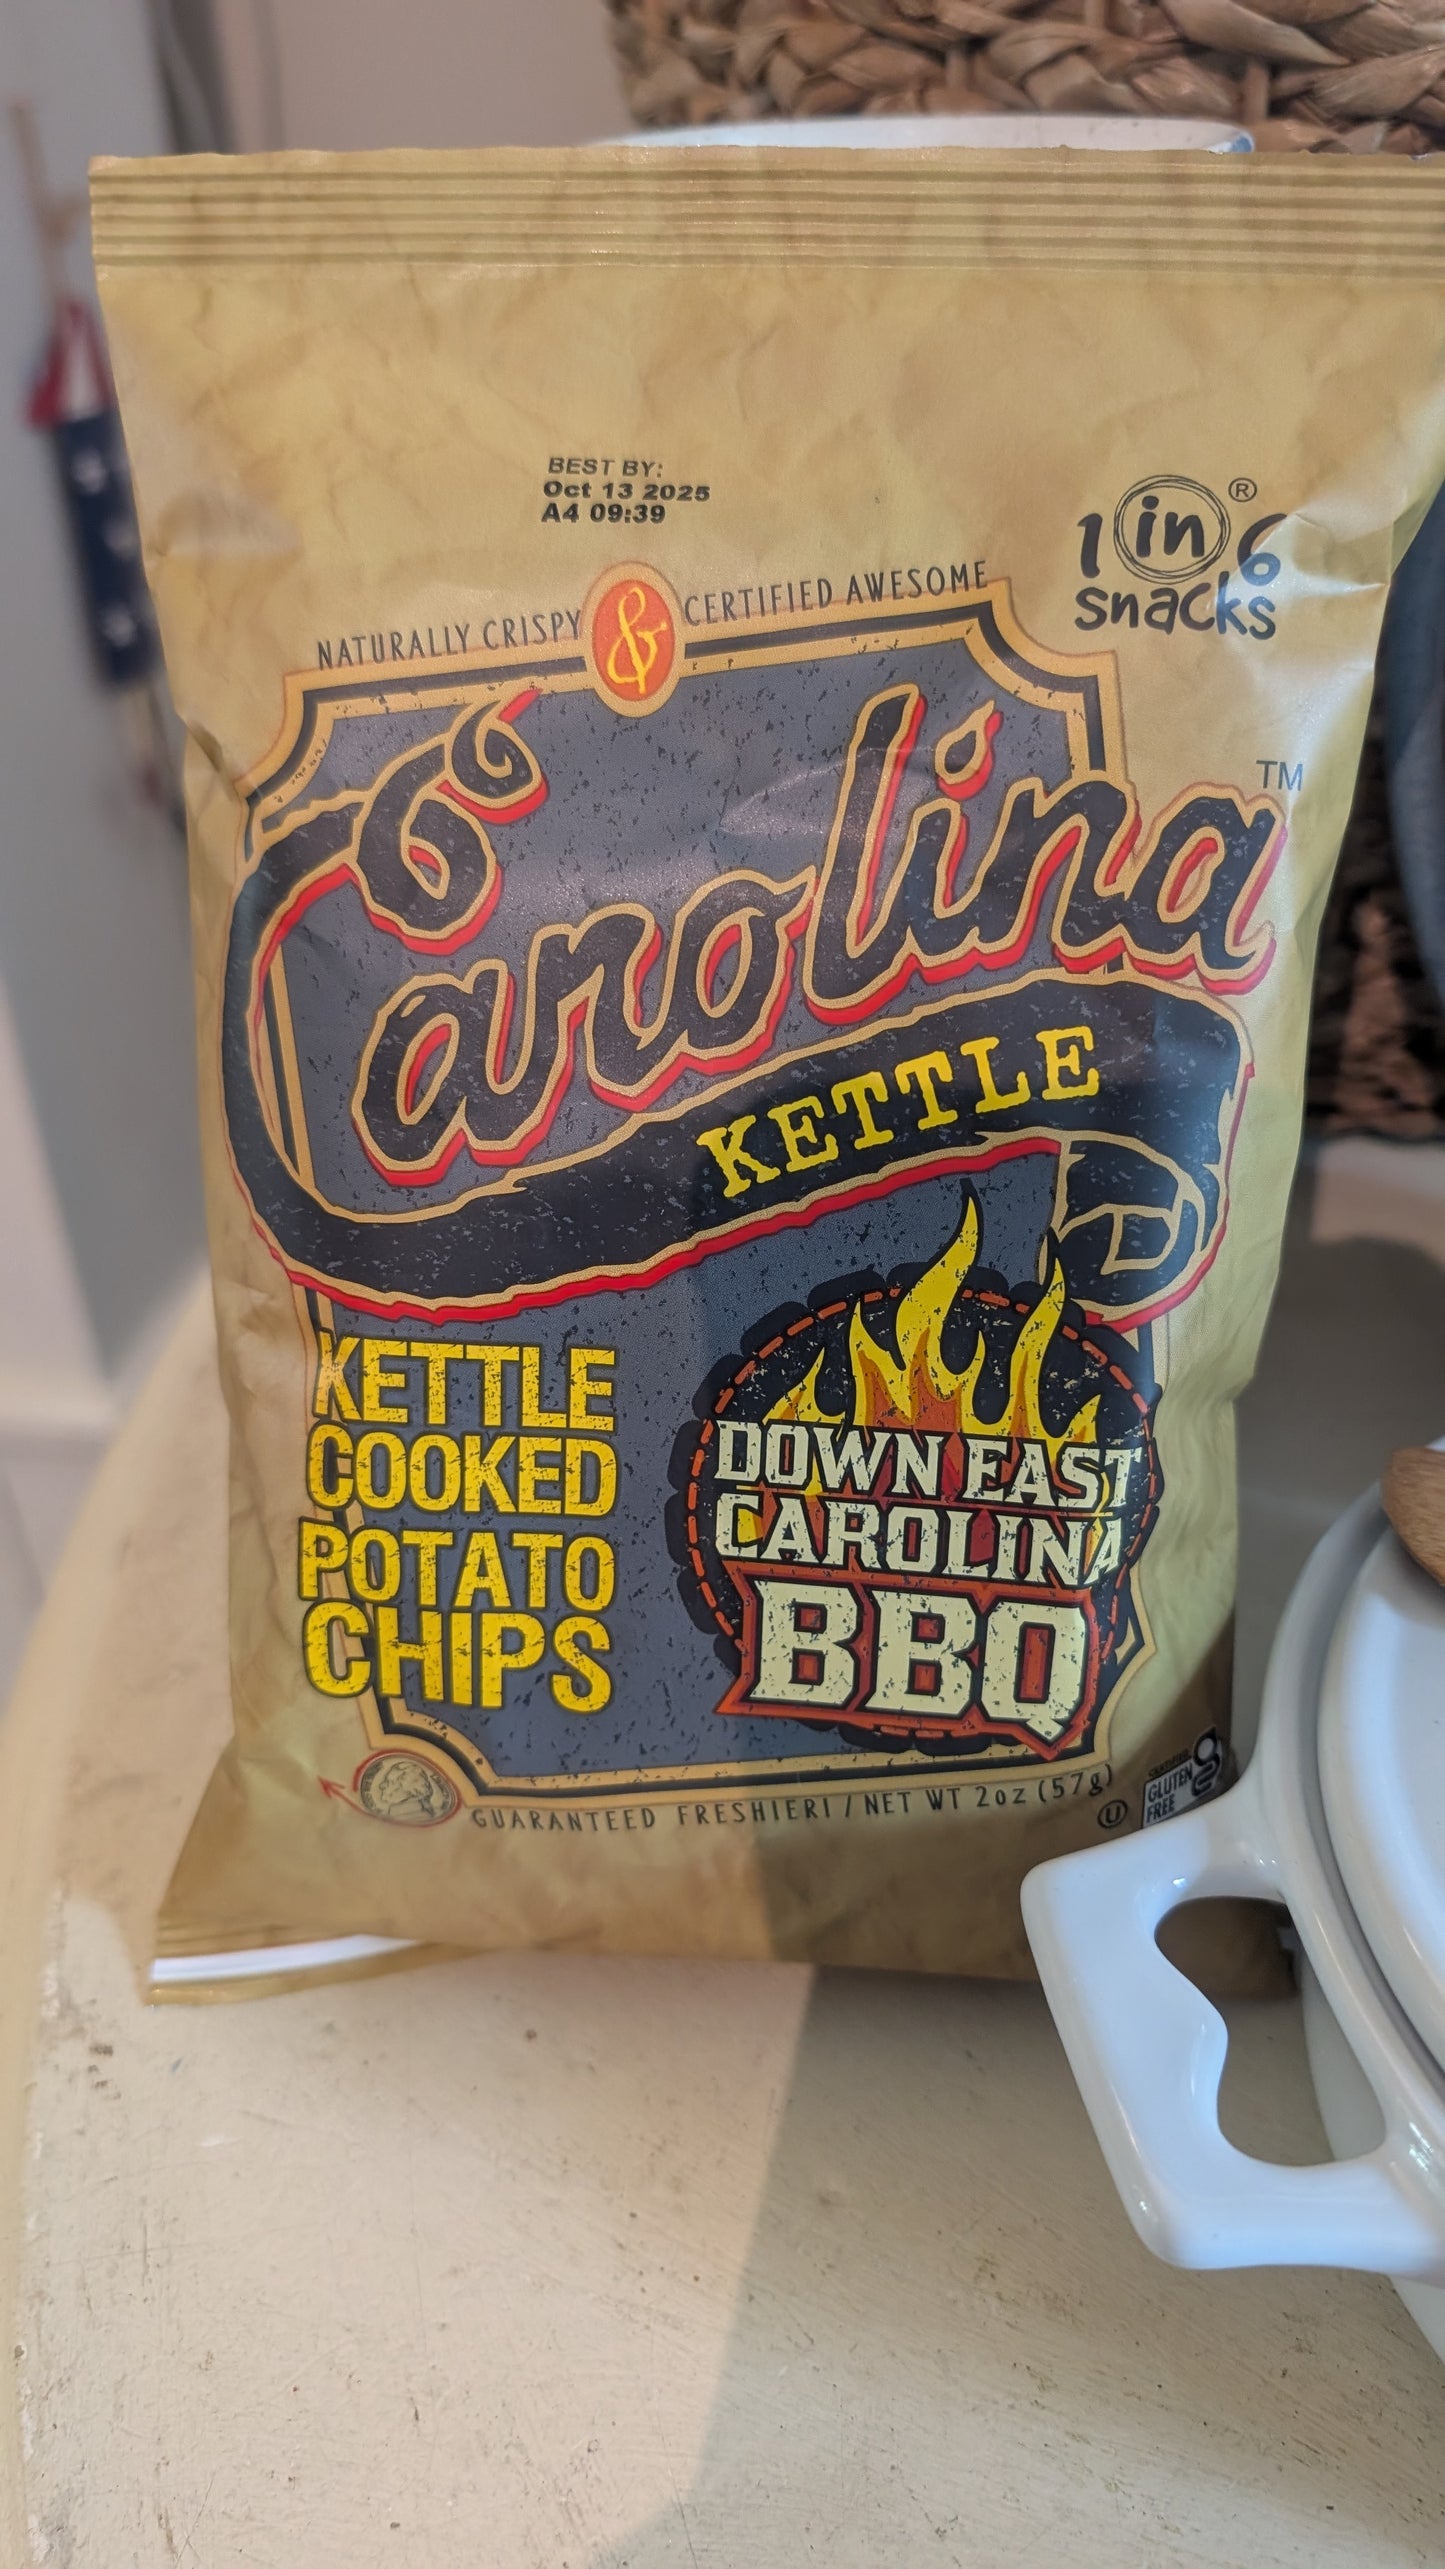 BEST BY:
Oct 13 2025
A4 09:39
1 in 6 ®
snacks
NATURALLY CRISPY & CERTIFIED AWESOME
Carolina ™
KETTLE
KETTLE
COOKED
POTATO
CHIPS
DOWN EAST
CAROLINA
BBQ
GUARANTEED FRESHIER! / NET WT 2oz (57g)
U
CERTIFIED
GLUTEN
FREE